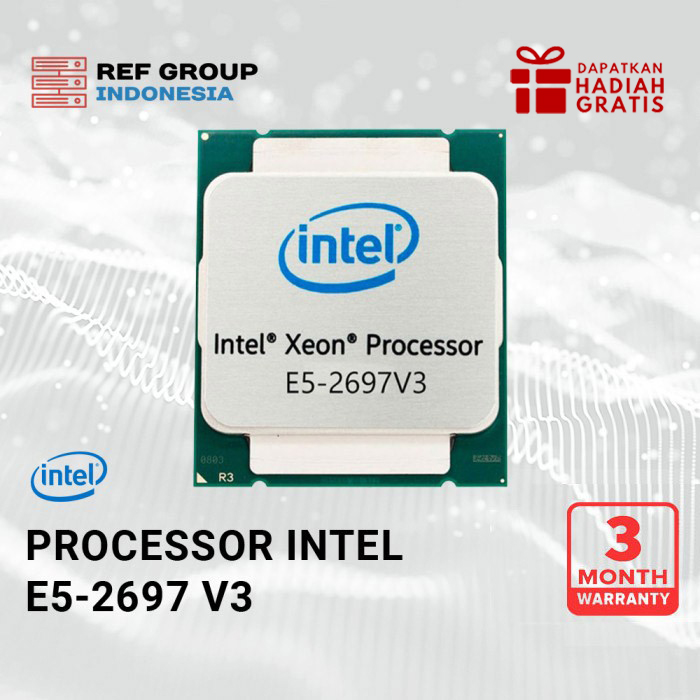 REF GROUP
INDONESIA
DAPATKAN
HADIAH
GRATIS
intel
Intel® Xeon® Processor
E5-2697V3
0803
R3
intel
PROCESSOR INTEL
E5-2697 V3
3
MONTH
WARRANTY